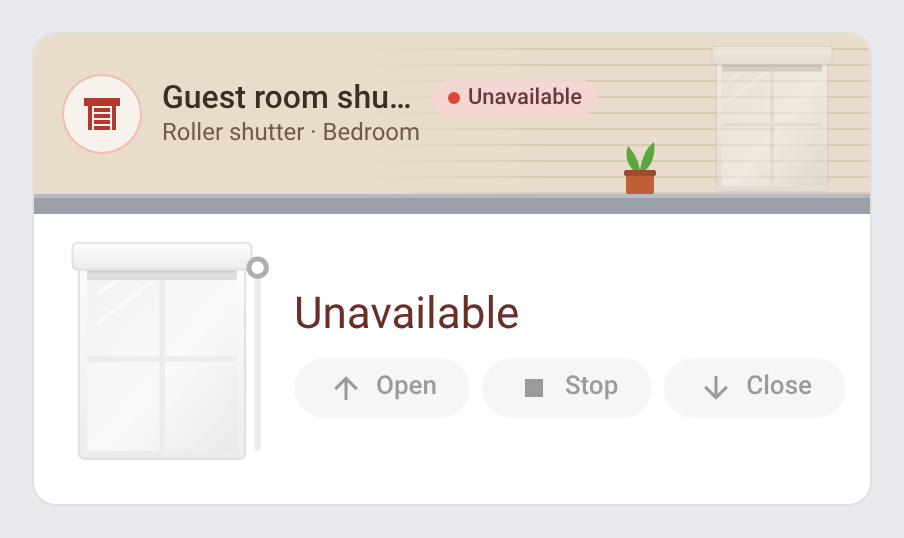 Guest room shu... Unavailable
Roller shutter · Bedroom
Unavailable
Open Stop Close